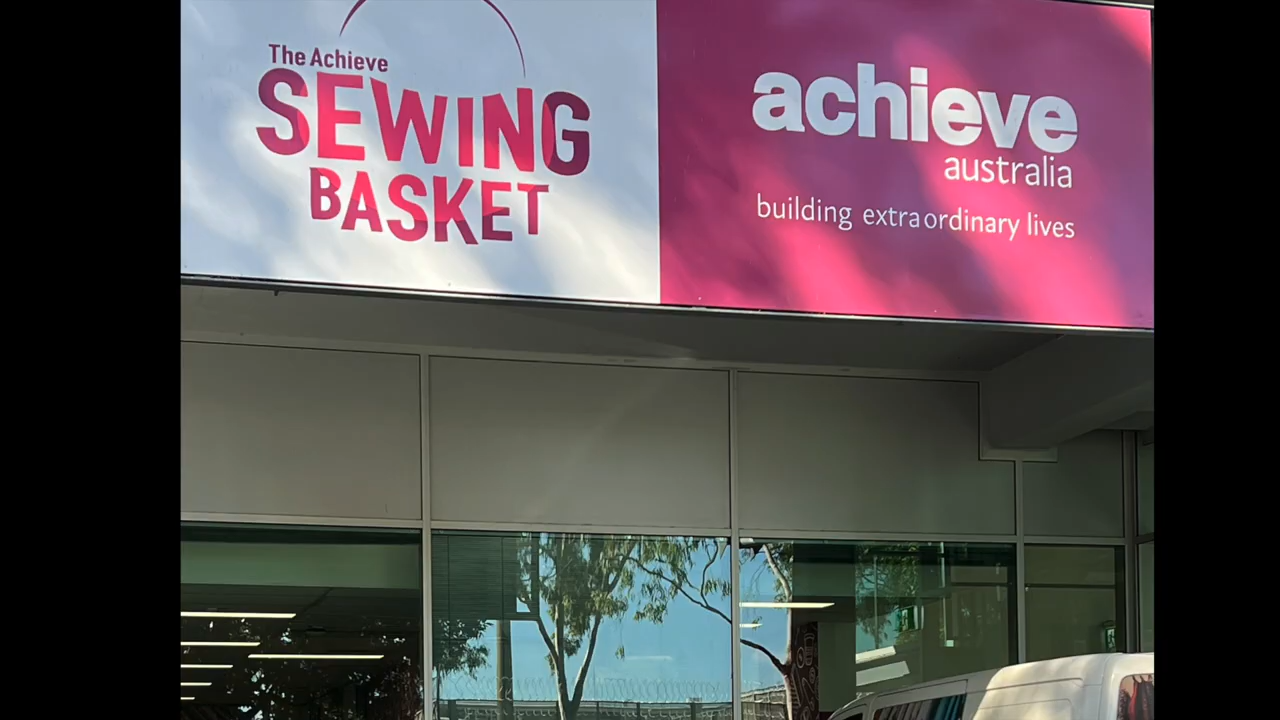 The Achieve
SEWING
BASKET
achieve
australia
building extraordinary lives